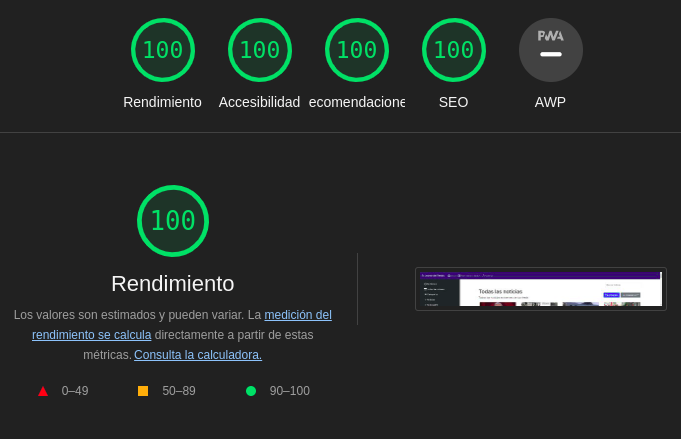 100
100
100
100
PWA
Rendimiento
Accesibilidad
ecomendacione
SEO
AWP
100
Rendimiento
Los valores son estimados y pueden variar. La medición del
rendimiento se calcula directamente a partir de estas
métricas. Consulta la calculadora.
0–49
50–89
90–100
Todas las noticias